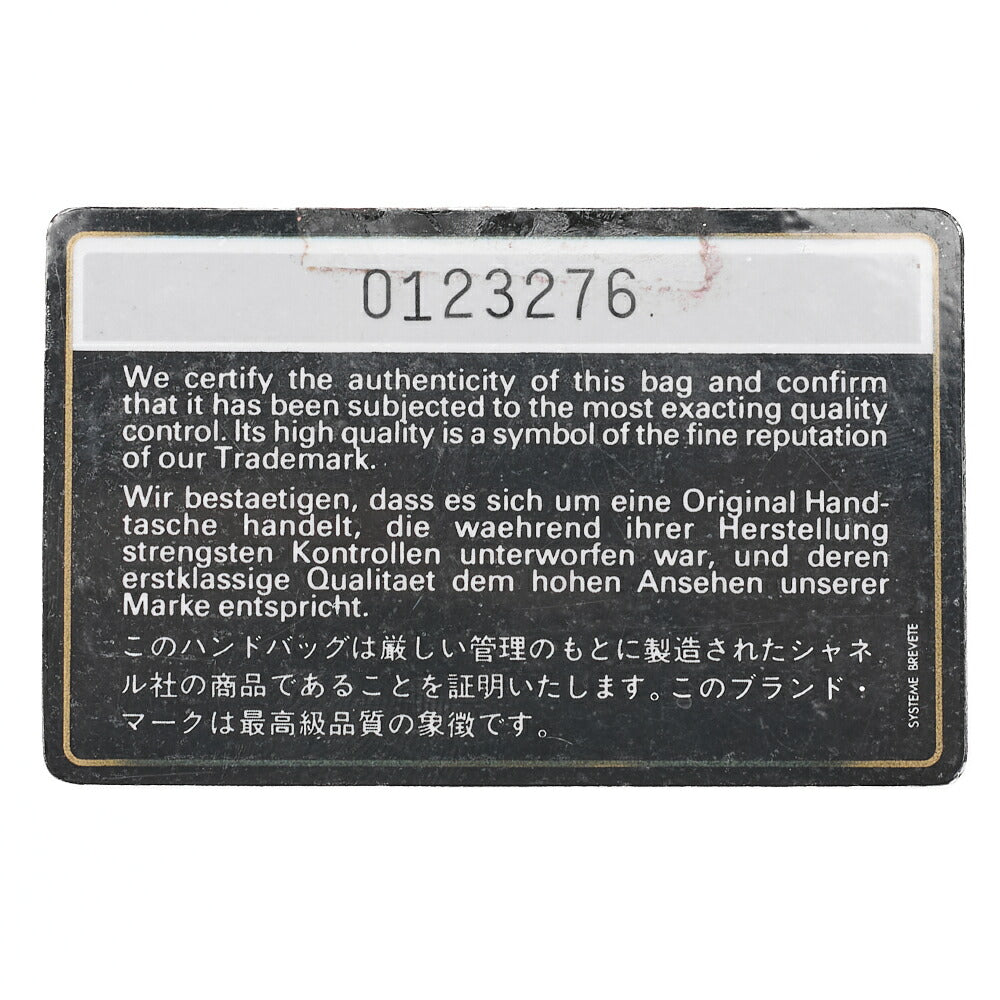 0123276
We certify the authenticity of this bag and confirm
that it has been subjected to the most exacting quality
control. Its high quality is a symbol of the fine reputation
of our Trademark.
Wir bestaetigen, dass es sich um eine Original Hand-
tasche handelt, die waehrend ihrer Herstellung
strengsten Kontrollen unterworfen war, und deren
erstklassige Qualitaet dem hohen Ansehen unserer
Marke entspricht.
このハンドバッグは厳しい管理のもとに製造されたシャネ
ル社の商品であることを証明いたします。このブランド・
マークは最高級品質の象徴です。
SYSTEME BREVETE